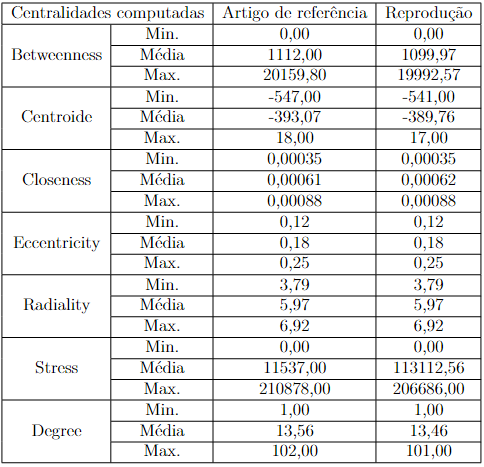 Centralidades computadas Artigo de referência Reprodução
Betweenness Min. 0,00 0,00
Média 1112,00 1099,97
Max. 20159,80 19992,57
Centroide Min. -547,00 -541,00
Média -393,07 -389,76
Max. 18,00 17,00
Closeness Min. 0,00035 0,00035
Média 0,00061 0,00062
Max. 0,00088 0,00088
Eccentricity Min. 0,12 0,12
Média 0,18 0,18
Max. 0,25 0,25
Radiality Min. 3,79 3,79
Média 5,97 5,97
Max. 6,92 6,92
Stress Min. 0,00 0,00
Média 11537,00 113112,56
Max. 210878,00 206686,00
Degree Min. 1,00 1,00
Média 13,56 13,46
Max. 102,00 101,00